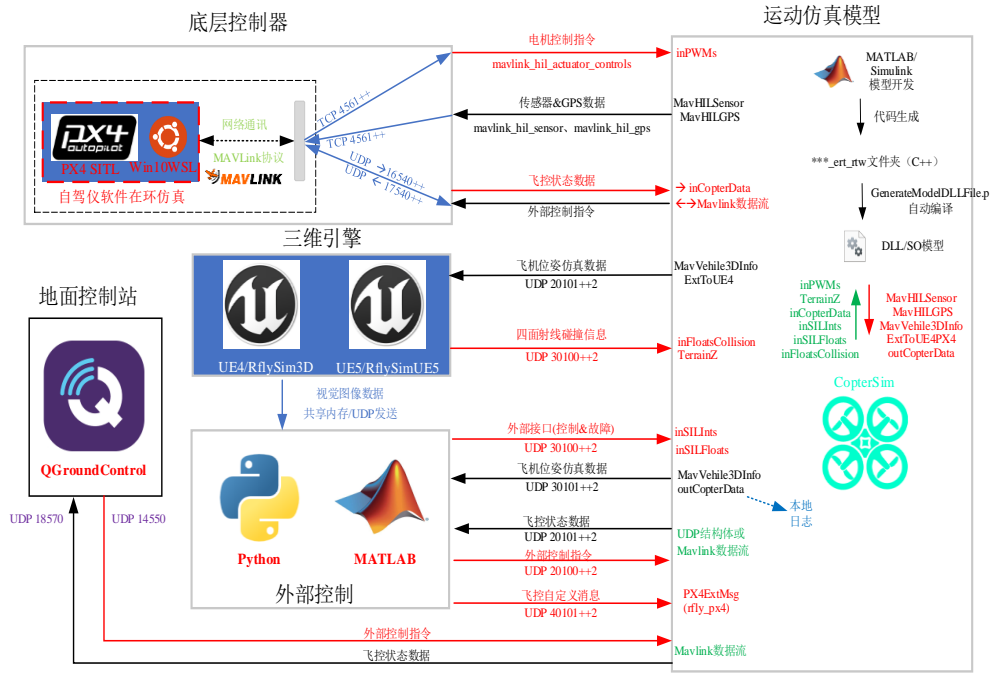 底层控制器
运动仿真模型
PX4
autopilot
PX4 SITL
Win10WSL
自驾仪软件在环仿真
网络通讯
MAVLink协议
MAVLINK
TCP 4561++
TCP 4561++
UDP →16540++
UDP ← 17540++
电机控制指令
mavlink_hil_actuator_controls
传感器&GPS数据
mavlink_hil_sensor、mavlink_hil_gps
飞控状态数据
外部控制指令
inPWMs
MavHILSensor
MavHILGPS
→ inCopterData
←→Mavlink数据流
MATLAB/
Simulink
模型开发
代码生成
***_ert_rtw文件夹（C++）
GenerateModelDLLFile.p
自动编译
DLL/SO模型
inPWMs
TerrainZ
inCopterData
inSILInts
inSILFloats
inFloatsCollision
MavHILSensor
MavHILGPS
MavVehile3DInfo
ExtToUE4PX4
outCopterData
CopterSim
三维引擎
UE4/RflySim3D
UE5/RflySimUE5
飞机位姿仿真数据
UDP 20101++2
MavVehile3DInfo
ExtToUE4
四面射线碰撞信息
UDP 30100++2
inFloatsCollision
TerrainZ
视觉图像数据
共享内存/UDP发送
地面控制站
QGroundControl
UDP 18570
UDP 14550
Python
MATLAB
外部控制
外部接口(控制&故障)
UDP 30100++2
inSILInts
inSILFloats
飞机位姿仿真数据
UDP 30101++2
MavVehile3DInfo
outCopterData
本地
日志
飞控状态数据
UDP 20101++2
UDP结构体或
Mavlink数据流
外部控制指令
UDP 20100++2
飞控自定义消息
UDP 40101++2
PX4ExtMsg
(rfly_px4)
外部控制指令
飞控状态数据
Mavlink数据流